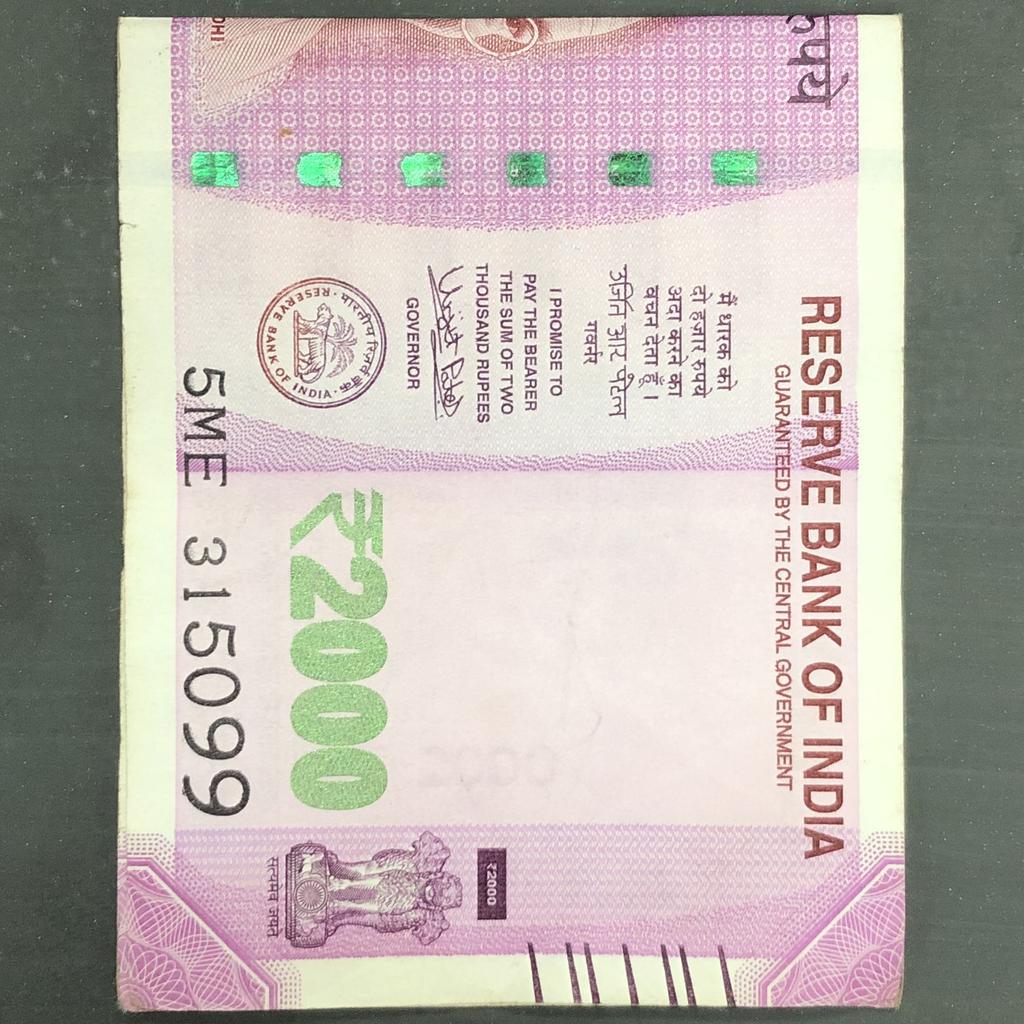 रुपये
RESERVE BANK OF INDIA
GUARANTEED BY THE CENTRAL GOVERNMENT
मैं धारक को
दो हज़ार रुपये
अदा करने का
वचन देता हूँ।
उर्जित आर पटेल
गवर्नर
I PROMISE TO
PAY THE BEARER
THE SUM OF TWO
THOUSAND RUPEES
Urjit Patel
GOVERNOR
भारतीय रिज़र्व बैंक
RESERVE BANK OF INDIA
₹2000
₹2000
सत्यमेव जयते
5ME 315099